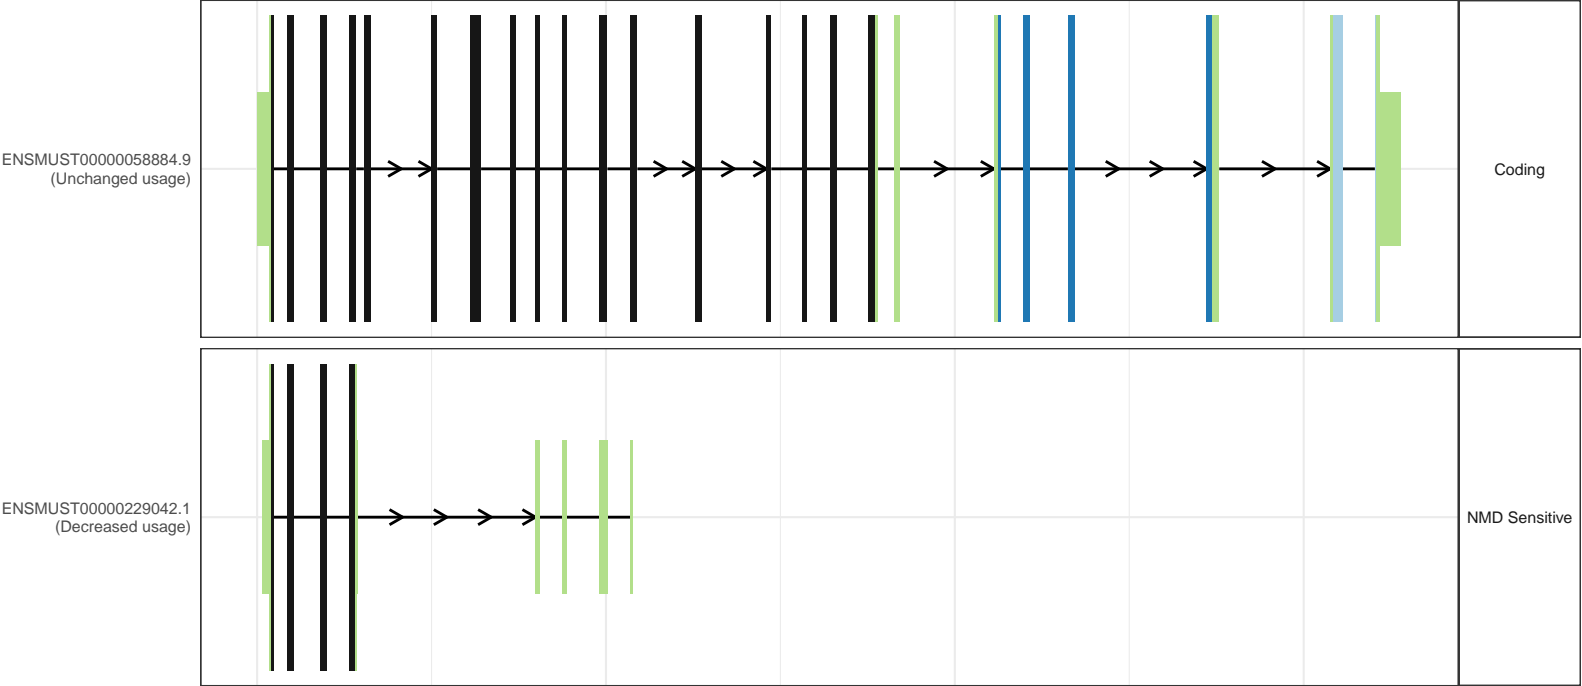 ENSMUST00000058884.9
(Unchanged usage)
Coding
ENSMUST00000229042.1
(Decreased usage)
NMD Sensitive